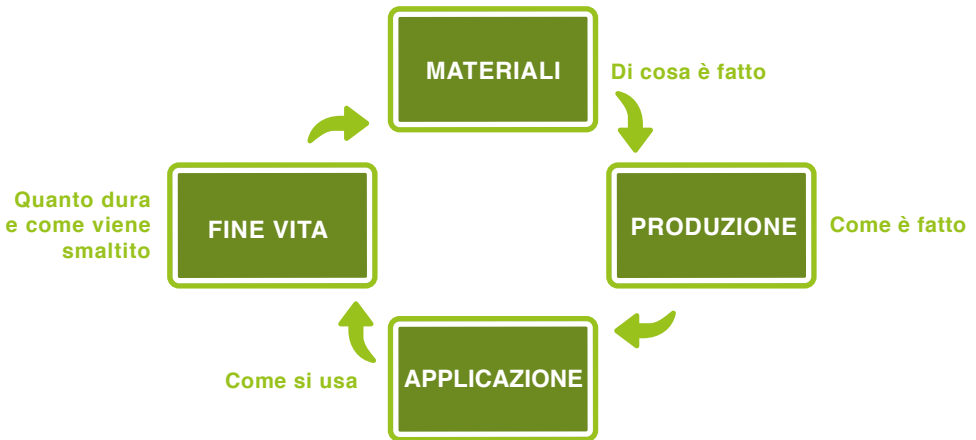 MATERIALI
Di cosa è fatto
PRODUZIONE
Come è fatto
APPLICAZIONE
Come si usa
FINE VITA
Quanto dura
e come viene
smaltito